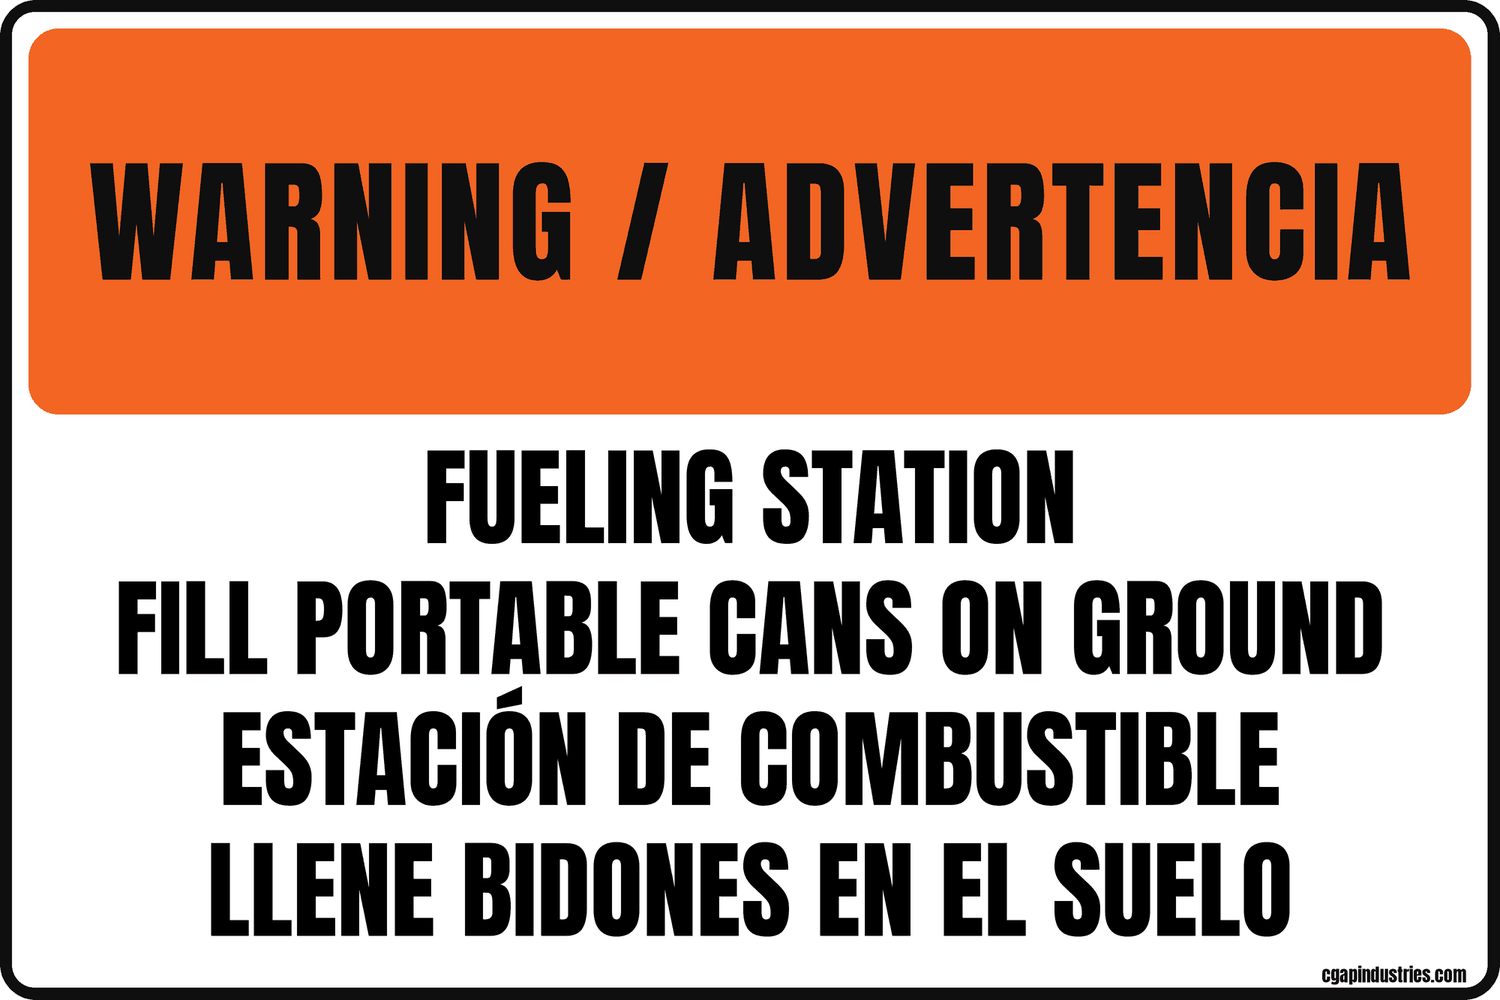 WARNING / ADVERTENCIA
FUELING STATION
FILL PORTABLE CANS ON GROUND
ESTACIÓN DE COMBUSTIBLE
LLENE BIDONES EN EL SUELO
cgapindustries.com